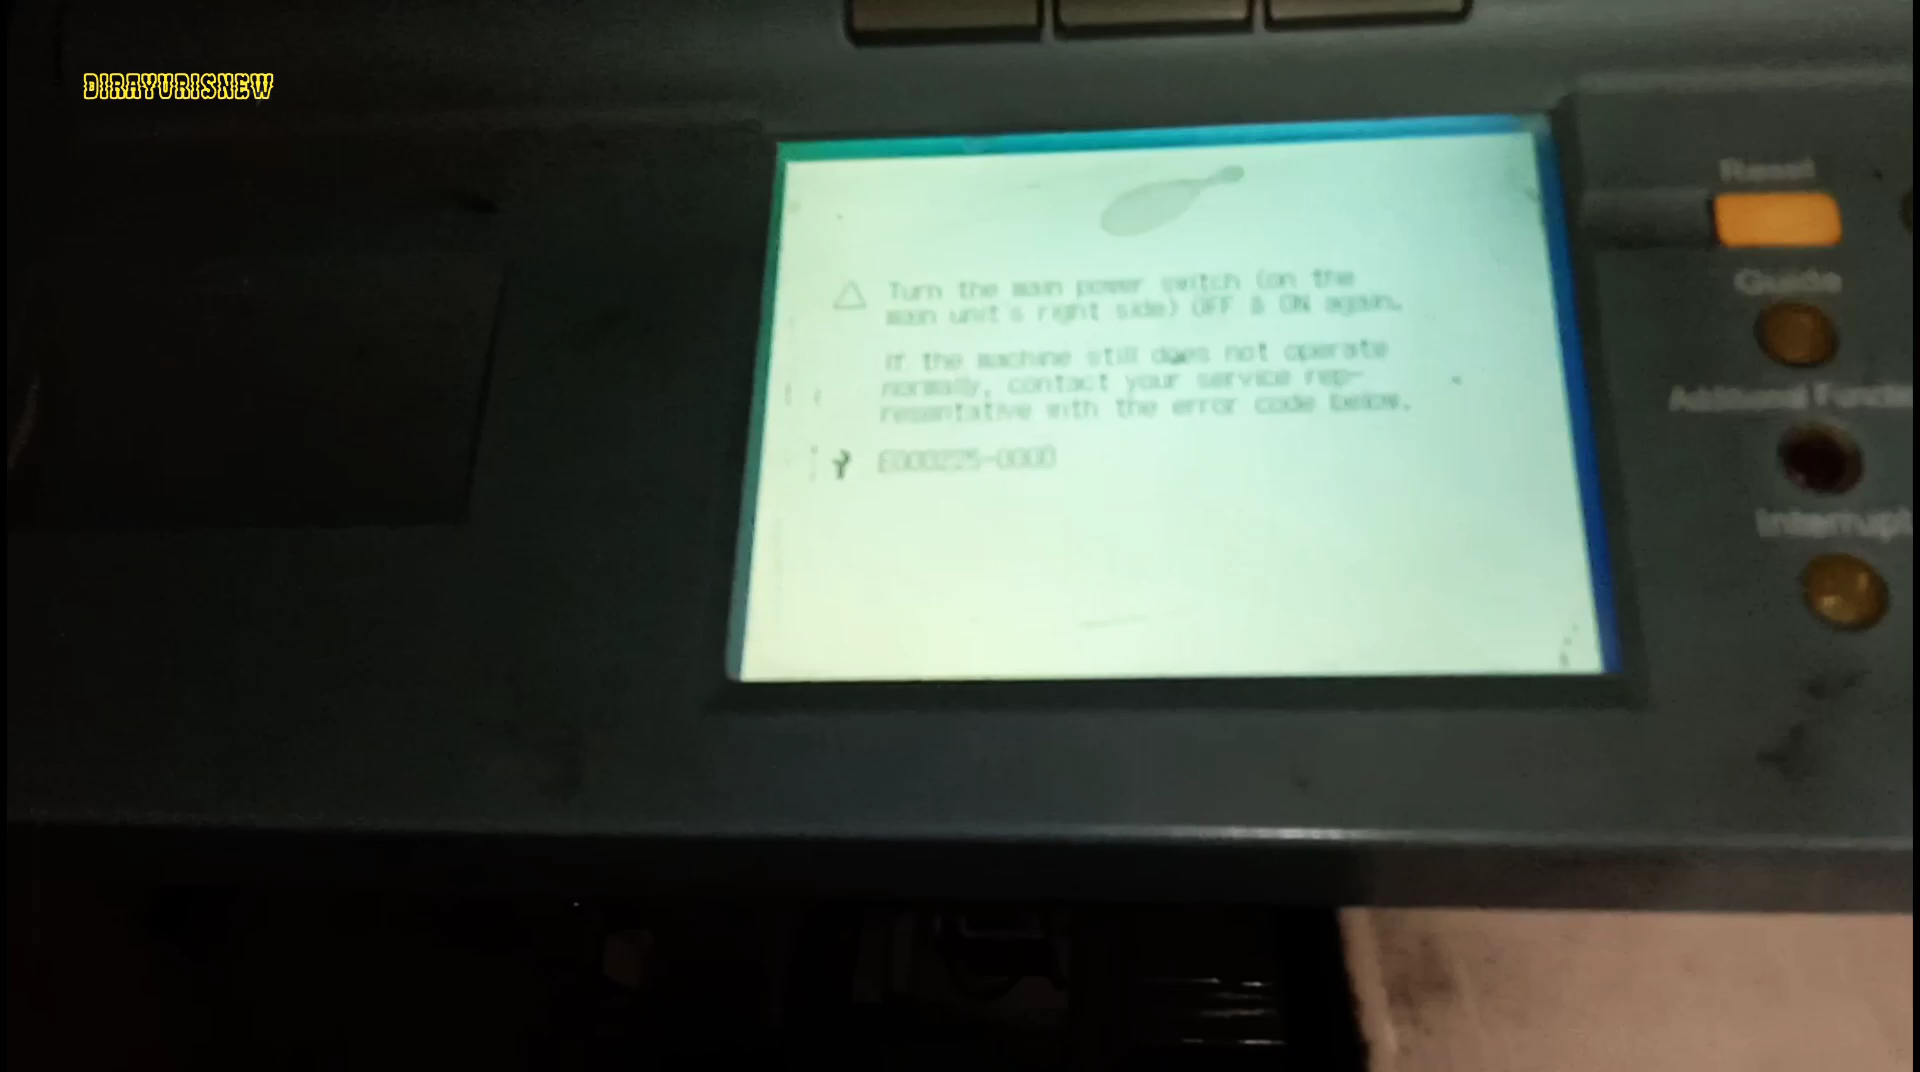 DIRAYURISNEW
Reset
Turn the main power switch (on the
main unit's right side) OFF & ON again.
Guide
If the machine still does not operate
normally, contact your service rep-
resentative with the error code below.
Additional Functi
E000225-0000
Interrupt